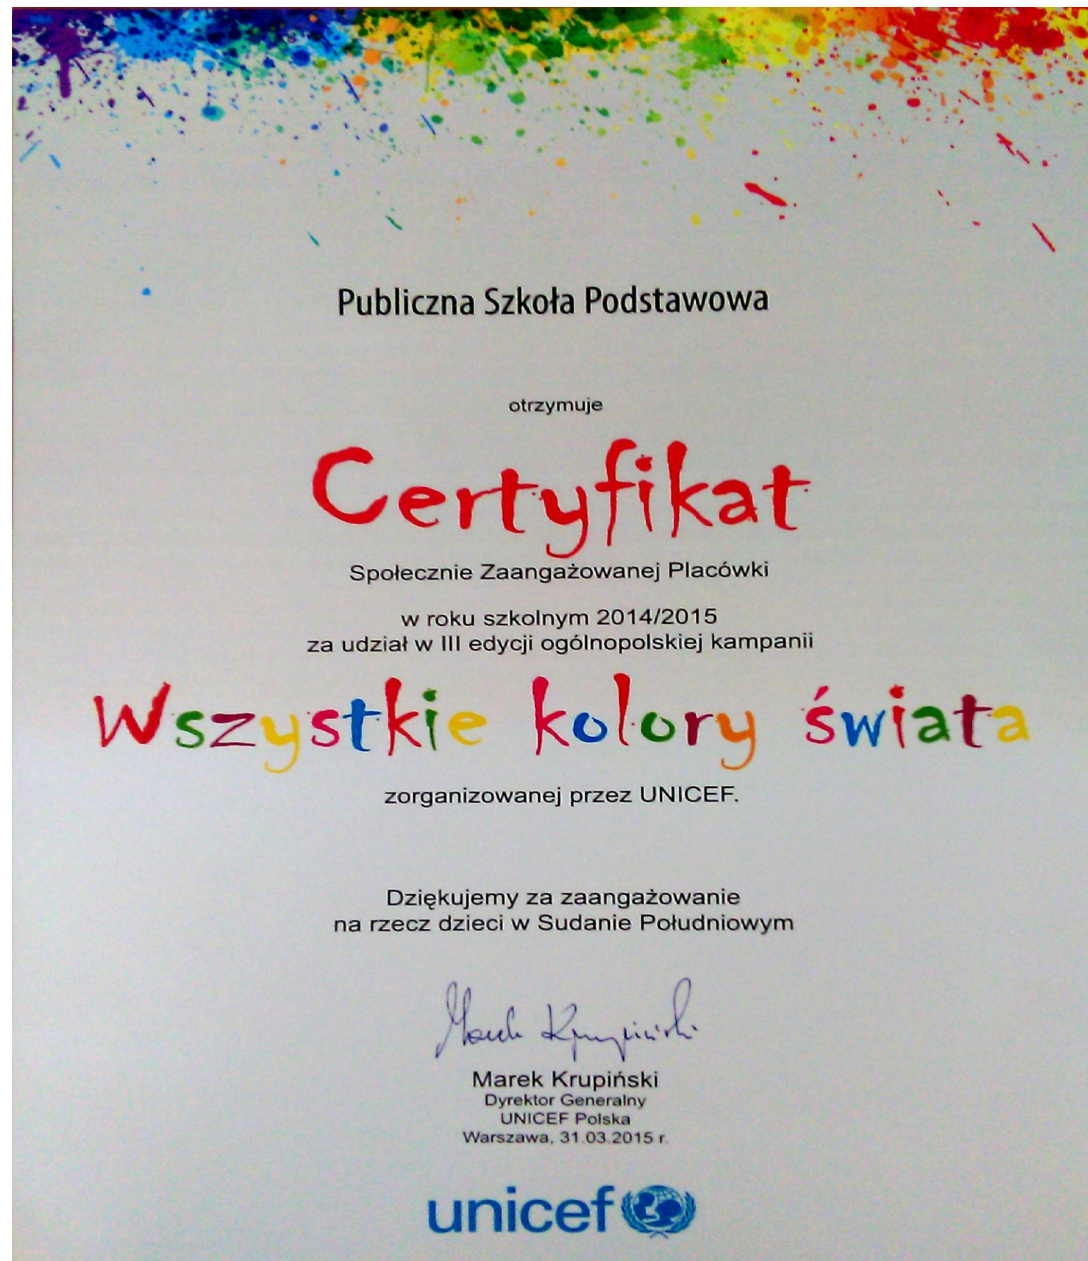 Publiczna Szkoła Podstawowa
otrzymuje
Certyfikat
Społecznie Zaangażowanej Placówki
w roku szkolnym 2014/2015
za udział w III edycji ogólnopolskiej kampanii
Wszystkie kolory świata
zorganizowanej przez UNICEF.
Dziękujemy za zaangażowanie
na rzecz dzieci w Sudanie Południowym
Marek Krupiński
Marek Krupiński
Dyrektor Generalny
UNICEF Polska
Warszawa, 31.03.2015 r.
unicef